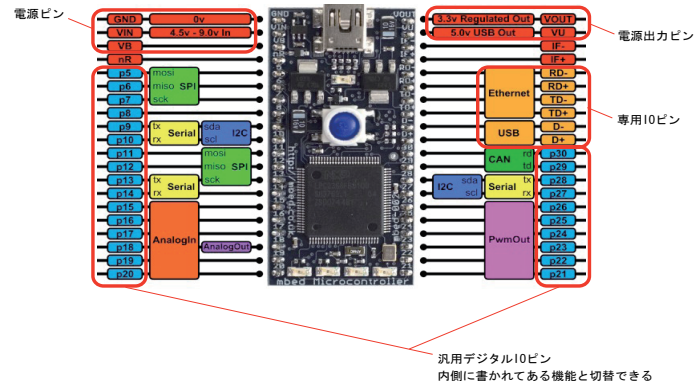 電源ピン
GND 0v
VIN 4.5v - 9.0v In
VB
nR
p5 mosi
p6 miso SPI
p7 sck
p8
p9 tx Serial sda I2C
p10 rx scl
p11 mosi
p12 miso SPI
p13 tx Serial sck
p14 rx
p15
p16
p17
p18 AnalogIn AnalogOut
p19
p20
mbed Microcontroller
3.3v Regulated Out VOUT
5.0v USB Out VU
IF-
IF+
Ethernet RD-
RD+
TD-
TD+
USB D-
D+
CAN rd p30
td p29
I2C sda Serial tx p28
scl rx p27
PwmOut p26
p25
p24
p23
p22
p21
電源出力ピン
専用IOピン
汎用デジタルIOピン
内側に書かれてある機能と切替できる